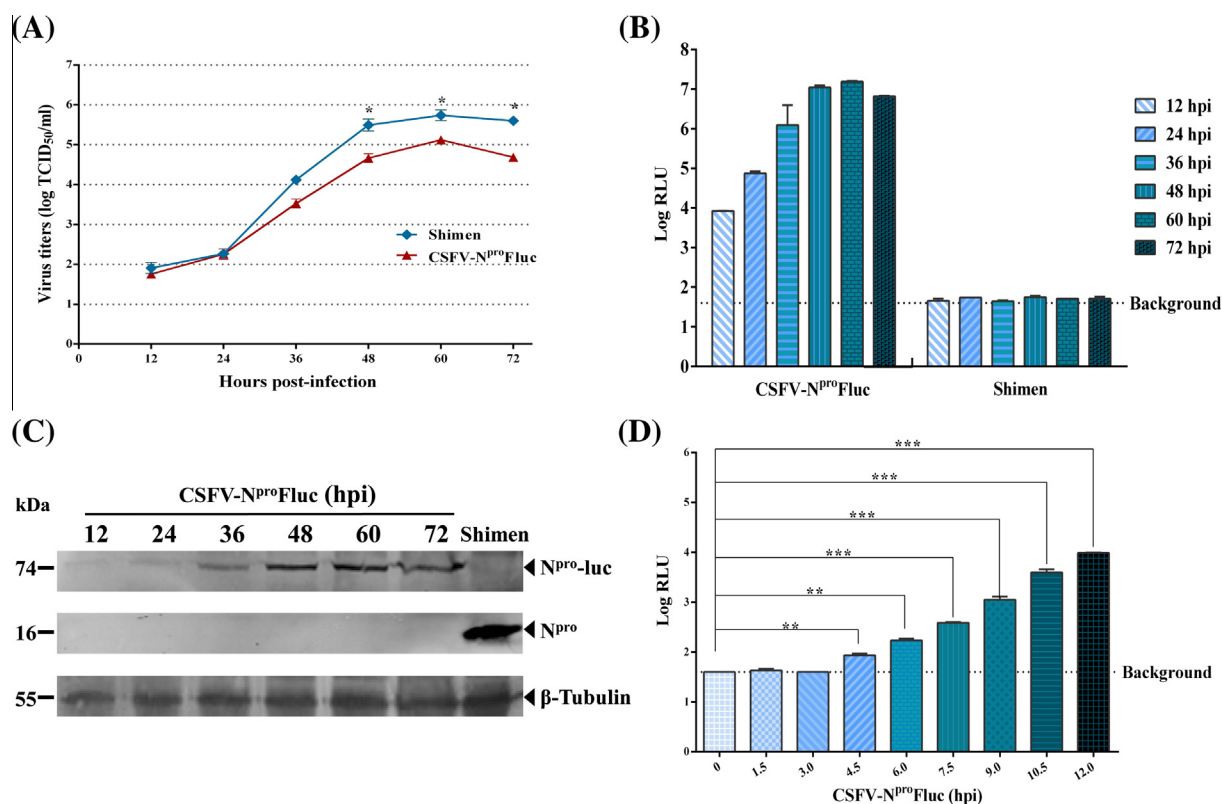 (A)
Virus titers (log TCID50/ml)
7
6
5
4
3
2
1
0
* * *
Shimen
CSFV-NproFluc
0 12 24 36 48 60 72
Hours post-infection
(B)
Log RLU
8
7
6
5
4
3
2
1
0
12 hpi
24 hpi
36 hpi
48 hpi
60 hpi
72 hpi
Background
CSFV-NproFluc Shimen
(C)
CSFV-NproFluc (hpi)
kDa
12 24 36 48 60 72 Shimen
74 Npro-luc
16 Npro
55 β-Tubulin
(D)
Log RLU
6
5
4
3
2
1
0
***
***
***
***
**
**
Background
0 1.5 3.0 4.5 6.0 7.5 9.0 10.5 12.0
CSFV-NproFluc (hpi)